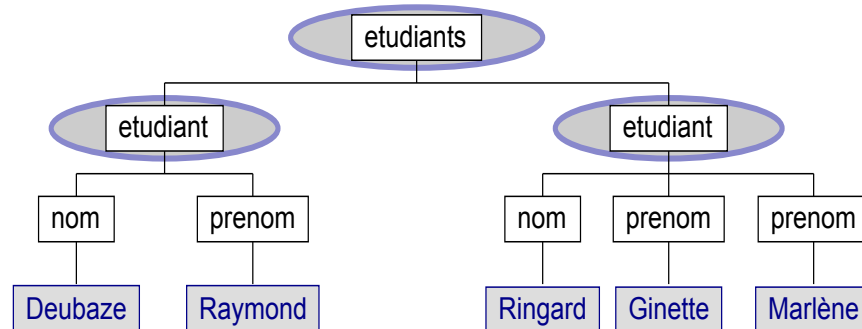 etudiants
etudiant etudiant
nom prenom nom prenom prenom
Deubaze Raymond Ringard Ginette Marlène